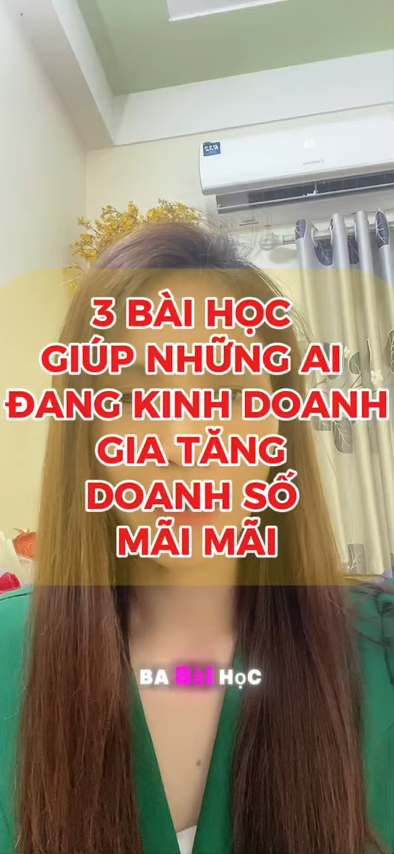 3 BÀI HỌC
GIÚP NHỮNG AI
ĐANG KINH DOANH
GIA TĂNG
DOANH SỐ
MÃI MÃI
BA Bài HỌC